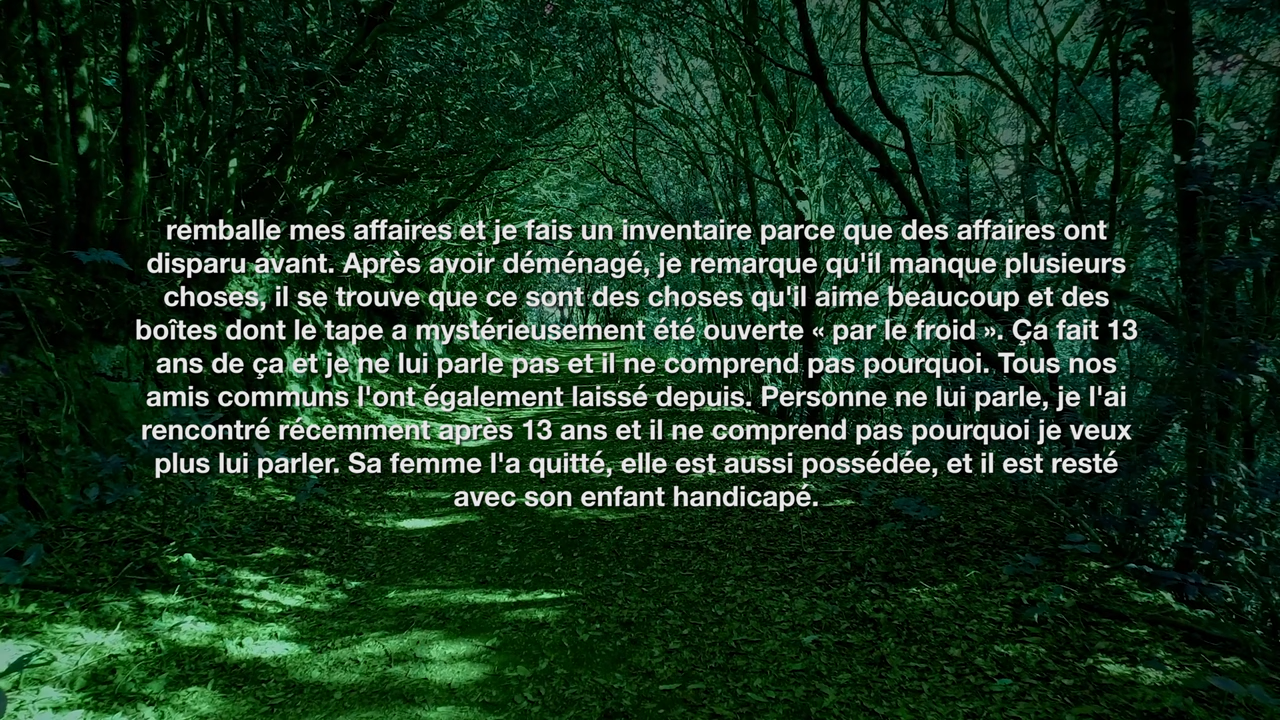 remballe mes affaires et je fais un inventaire parce que des affaires ont
disparu avant. Après avoir déménagé, je remarque qu'il manque plusieurs
choses, il se trouve que ce sont des choses qu'il aime beaucoup et des
boîtes dont le tape a mystérieusement été ouverte « par le froid ». Ça fait 13
ans de ça et je ne lui parle pas et il ne comprend pas pourquoi. Tous nos
amis communs l'ont également laissé depuis. Personne ne lui parle, je l'ai
rencontré récemment après 13 ans et il ne comprend pas pourquoi je veux
plus lui parler. Sa femme l'a quitté, elle est aussi possédée, et il est resté
avec son enfant handicapé.